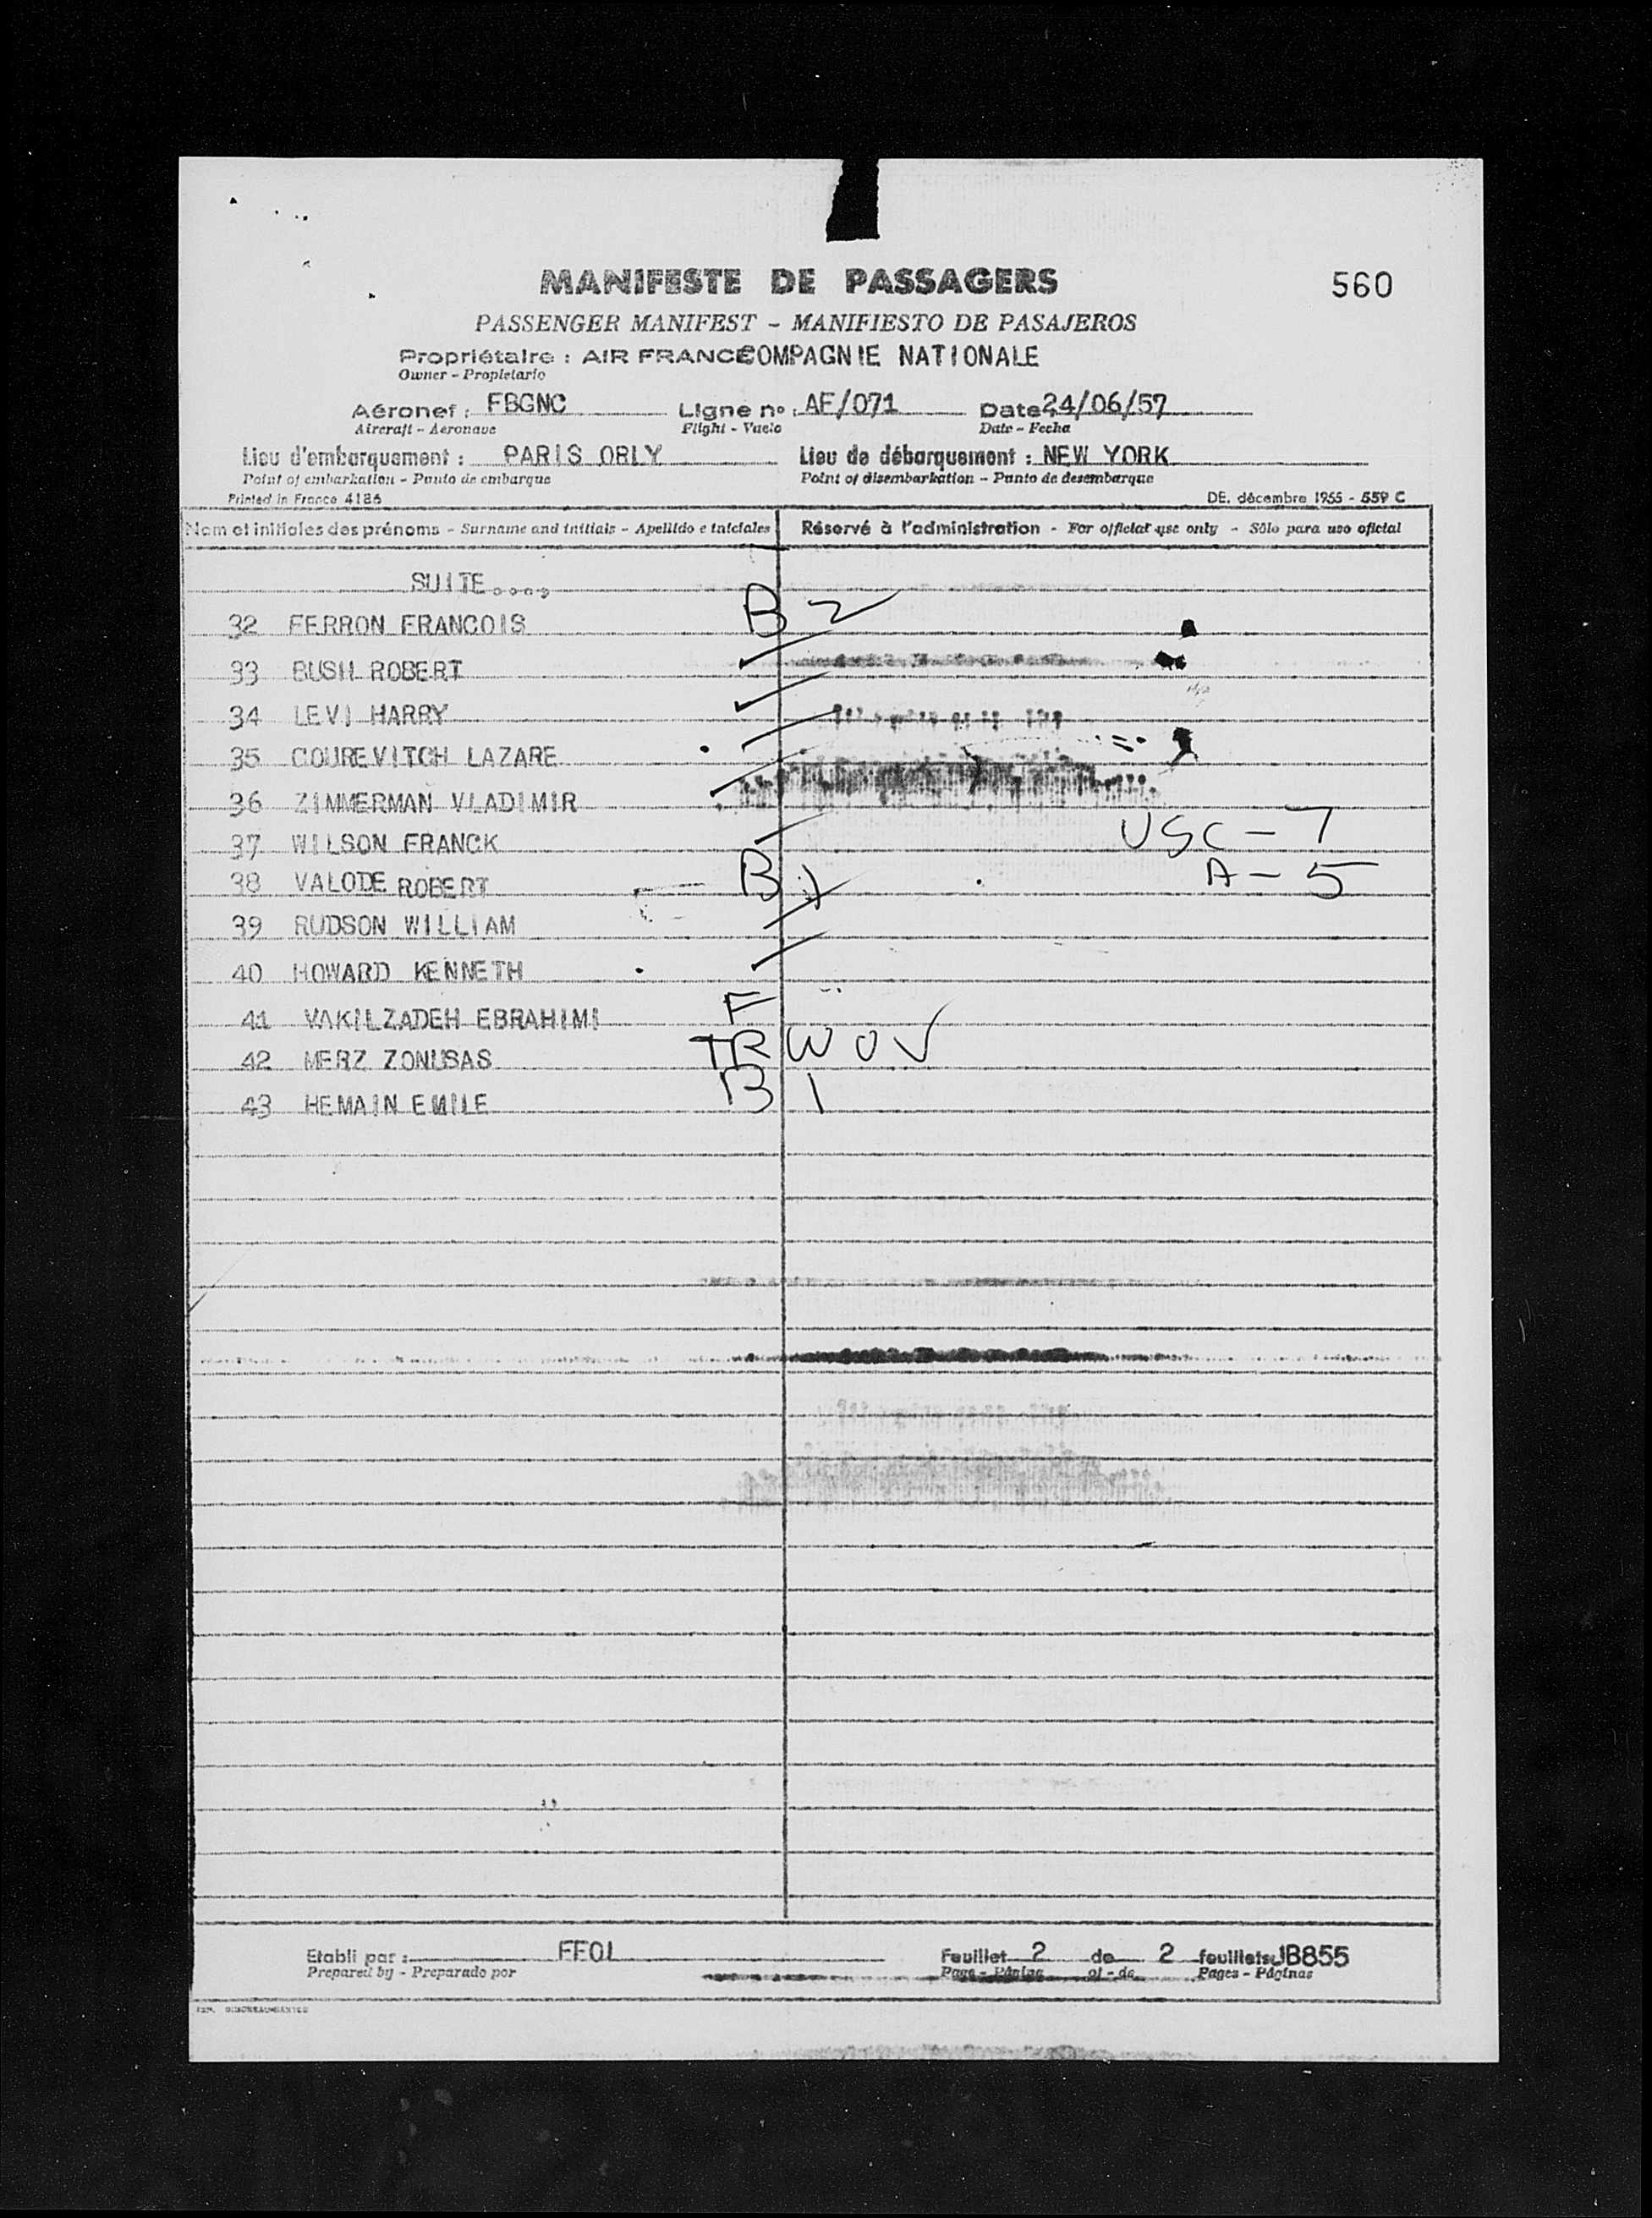 MANIFESTE DE PASSAGERS
560
PASSENGER MANIFEST - MANIFIESTO DE PASAJEROS
Propriétaire : AIR FRANCE COMPAGNIE NATIONALE
Owner - Propietario
Aéronef : FBGNC Ligne nº : AF/071 Date 24/06/57
Aircraft - Aeronave Flight - Vuelo Date - Fecha
Lieu d'embarquement : PARIS ORLY Lieu de débarquement : NEW YORK
Point of embarkation - Punto de embarque Point of disembarkation - Punto de desembarque
Printed in France 4186 DE. décembre 1955 - 559 C
Nom et initiales des prénoms - Surname and initials - Apellido e iniciales Réservé à l'administration - For official use only - Sólo para uso oficial
SUITE....
32 FERRON FRANCOIS B 2
33 BUSH ROBERT
34 LEVI HARRY
35 GOUREVITCH LAZARE
36 ZIMMERMAN VLADIMIR
37 WILSON FRANCK USC - 7
38 VALODE ROBERT B 1 A - 5
39 RUDSON WILLIAM
40 HOWARD KENNETH
41 VAKILZADEH EBRAHIMI F
42 MERZ ZONUSAS TRWOV
43 HEMAIN EMILE B 1
Etabli par : FFOL Feuillet 2 de 2 feuillets JB855
Prepared by - Preparado por Page - Página of - de Pages - Páginas